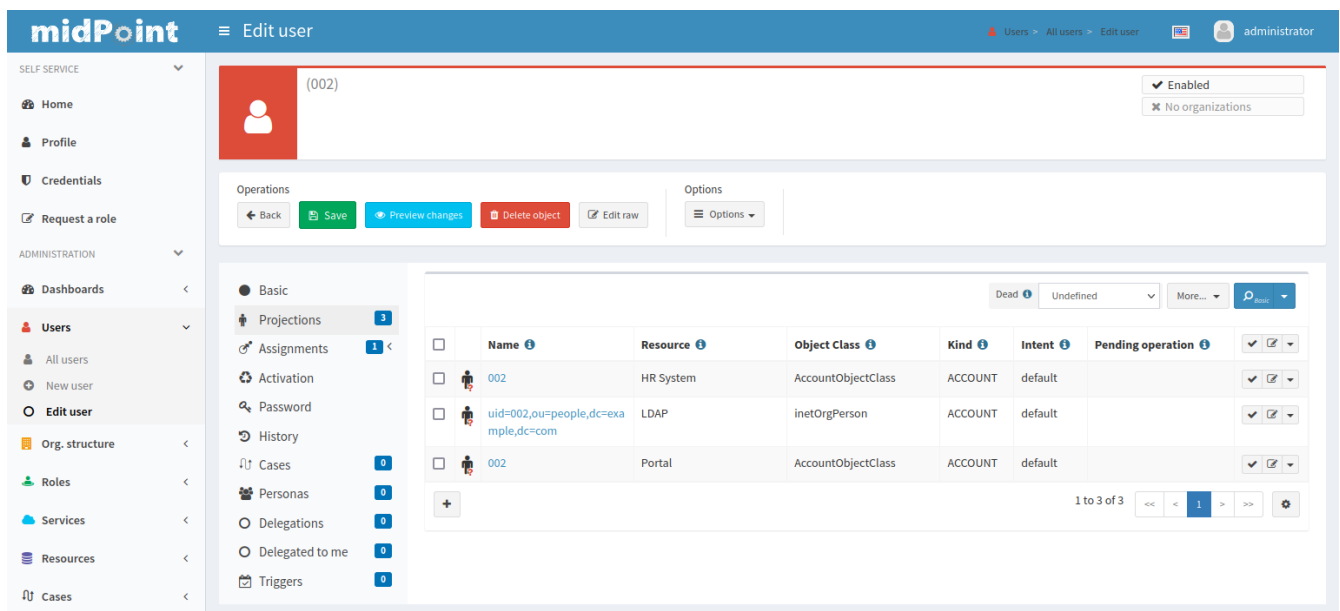 midPoint
Edit user
Users > All users > Edit user
administrator
SELF SERVICE
Home
Profile
Credentials
Request a role
ADMINISTRATION
Dashboards
Users
All users
New user
Edit user
Org. structure
Roles
Services
Resources
Cases
(002)
Enabled
No organizations
Operations
Back
Save
Preview changes
Delete object
Edit raw
Options
Options
Basic
Projections 3
Assignments 1
Activation
Password
History
Cases 0
Personas 0
Delegations 0
Delegated to me 0
Triggers 0
Dead Undefined More... Basic
Name Resource Object Class Kind Intent Pending operation
002 HR System AccountObjectClass ACCOUNT default
uid=002,ou=people,dc=exa LDAP inetOrgPerson ACCOUNT default
mple,dc=com
002 Portal AccountObjectClass ACCOUNT default
1 to 3 of 3 << < 1 > >>